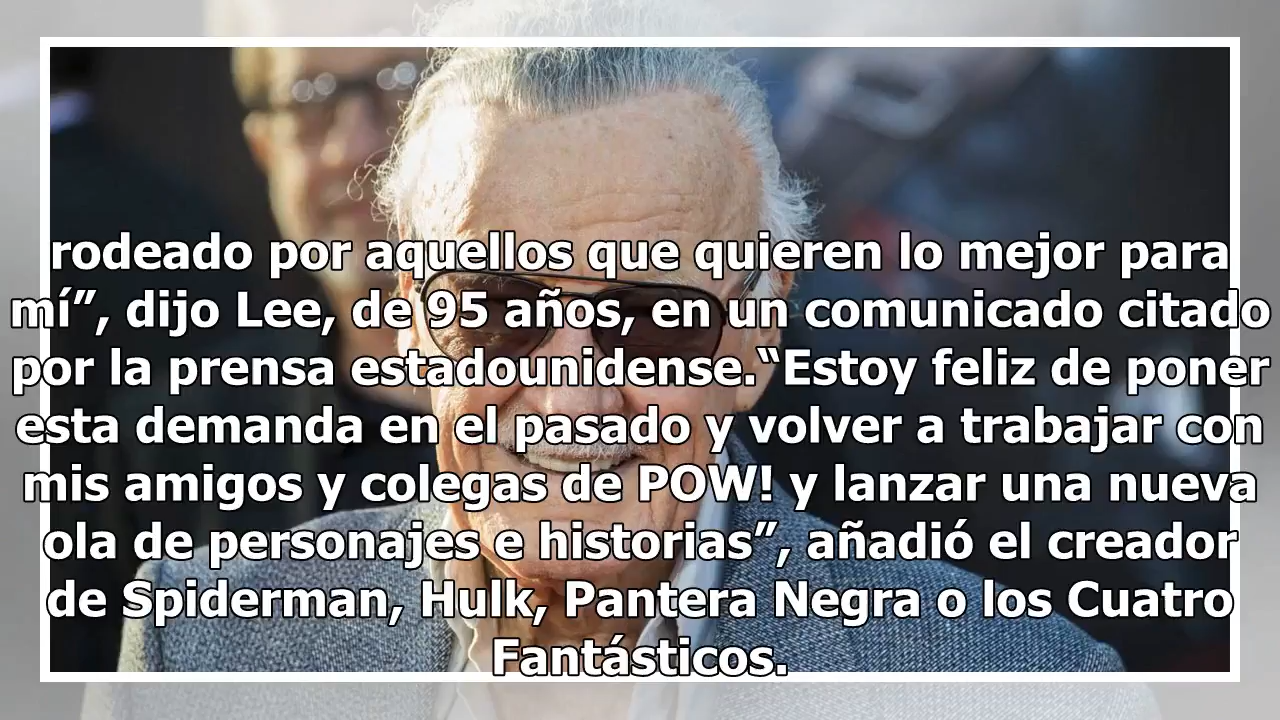 rodeado por aquellos que quieren lo mejor para
mí”, dijo Lee, de 95 años, en un comunicado citado
por la prensa estadounidense.“Estoy feliz de poner
esta demanda en el pasado y volver a trabajar con
mis amigos y colegas de POW! y lanzar una nueva
ola de personajes e historias”, añadió el creador
de Spiderman, Hulk, Pantera Negra o los Cuatro
Fantásticos.